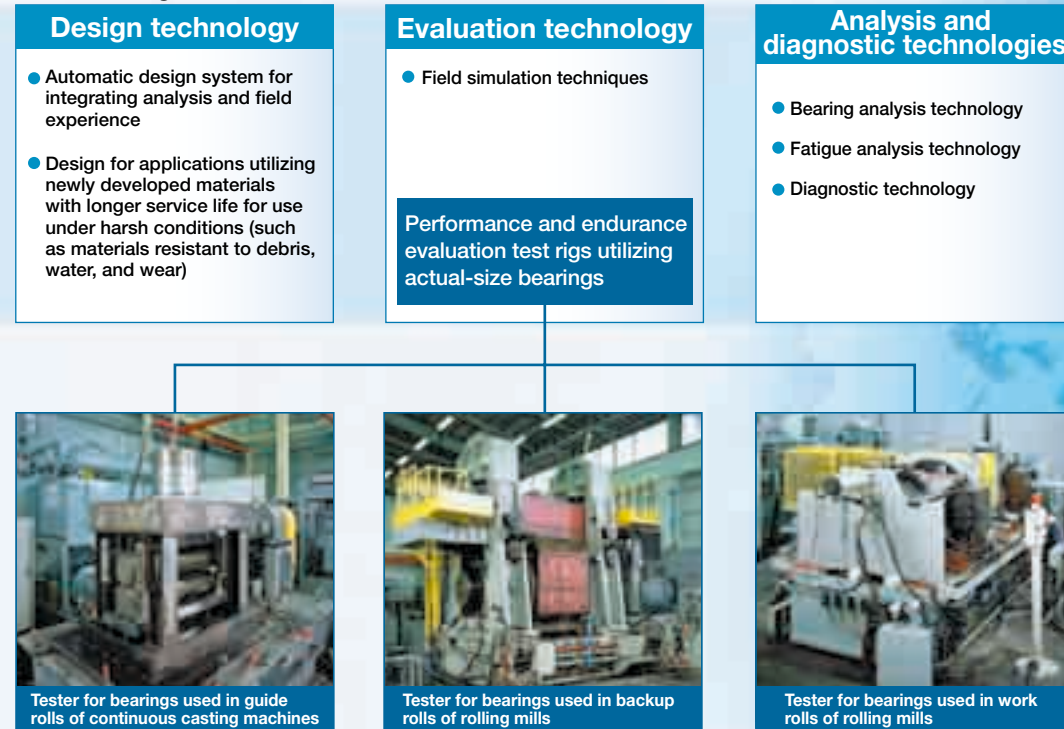 Design technology
Automatic design system for
integrating analysis and field
experience
Design for applications utilizing
newly developed materials
with longer service life for use
under harsh conditions (such
as materials resistant to debris,
water, and wear)
Evaluation technology
Field simulation techniques
Performance and endurance
evaluation test rigs utilizing
actual-size bearings
Analysis and
diagnostic technologies
Bearing analysis technology
Fatigue analysis technology
Diagnostic technology
Tester for bearings used in guide
rolls of continuous casting machines
Tester for bearings used in backup
rolls of rolling mills
Tester for bearings used in work
rolls of rolling mills